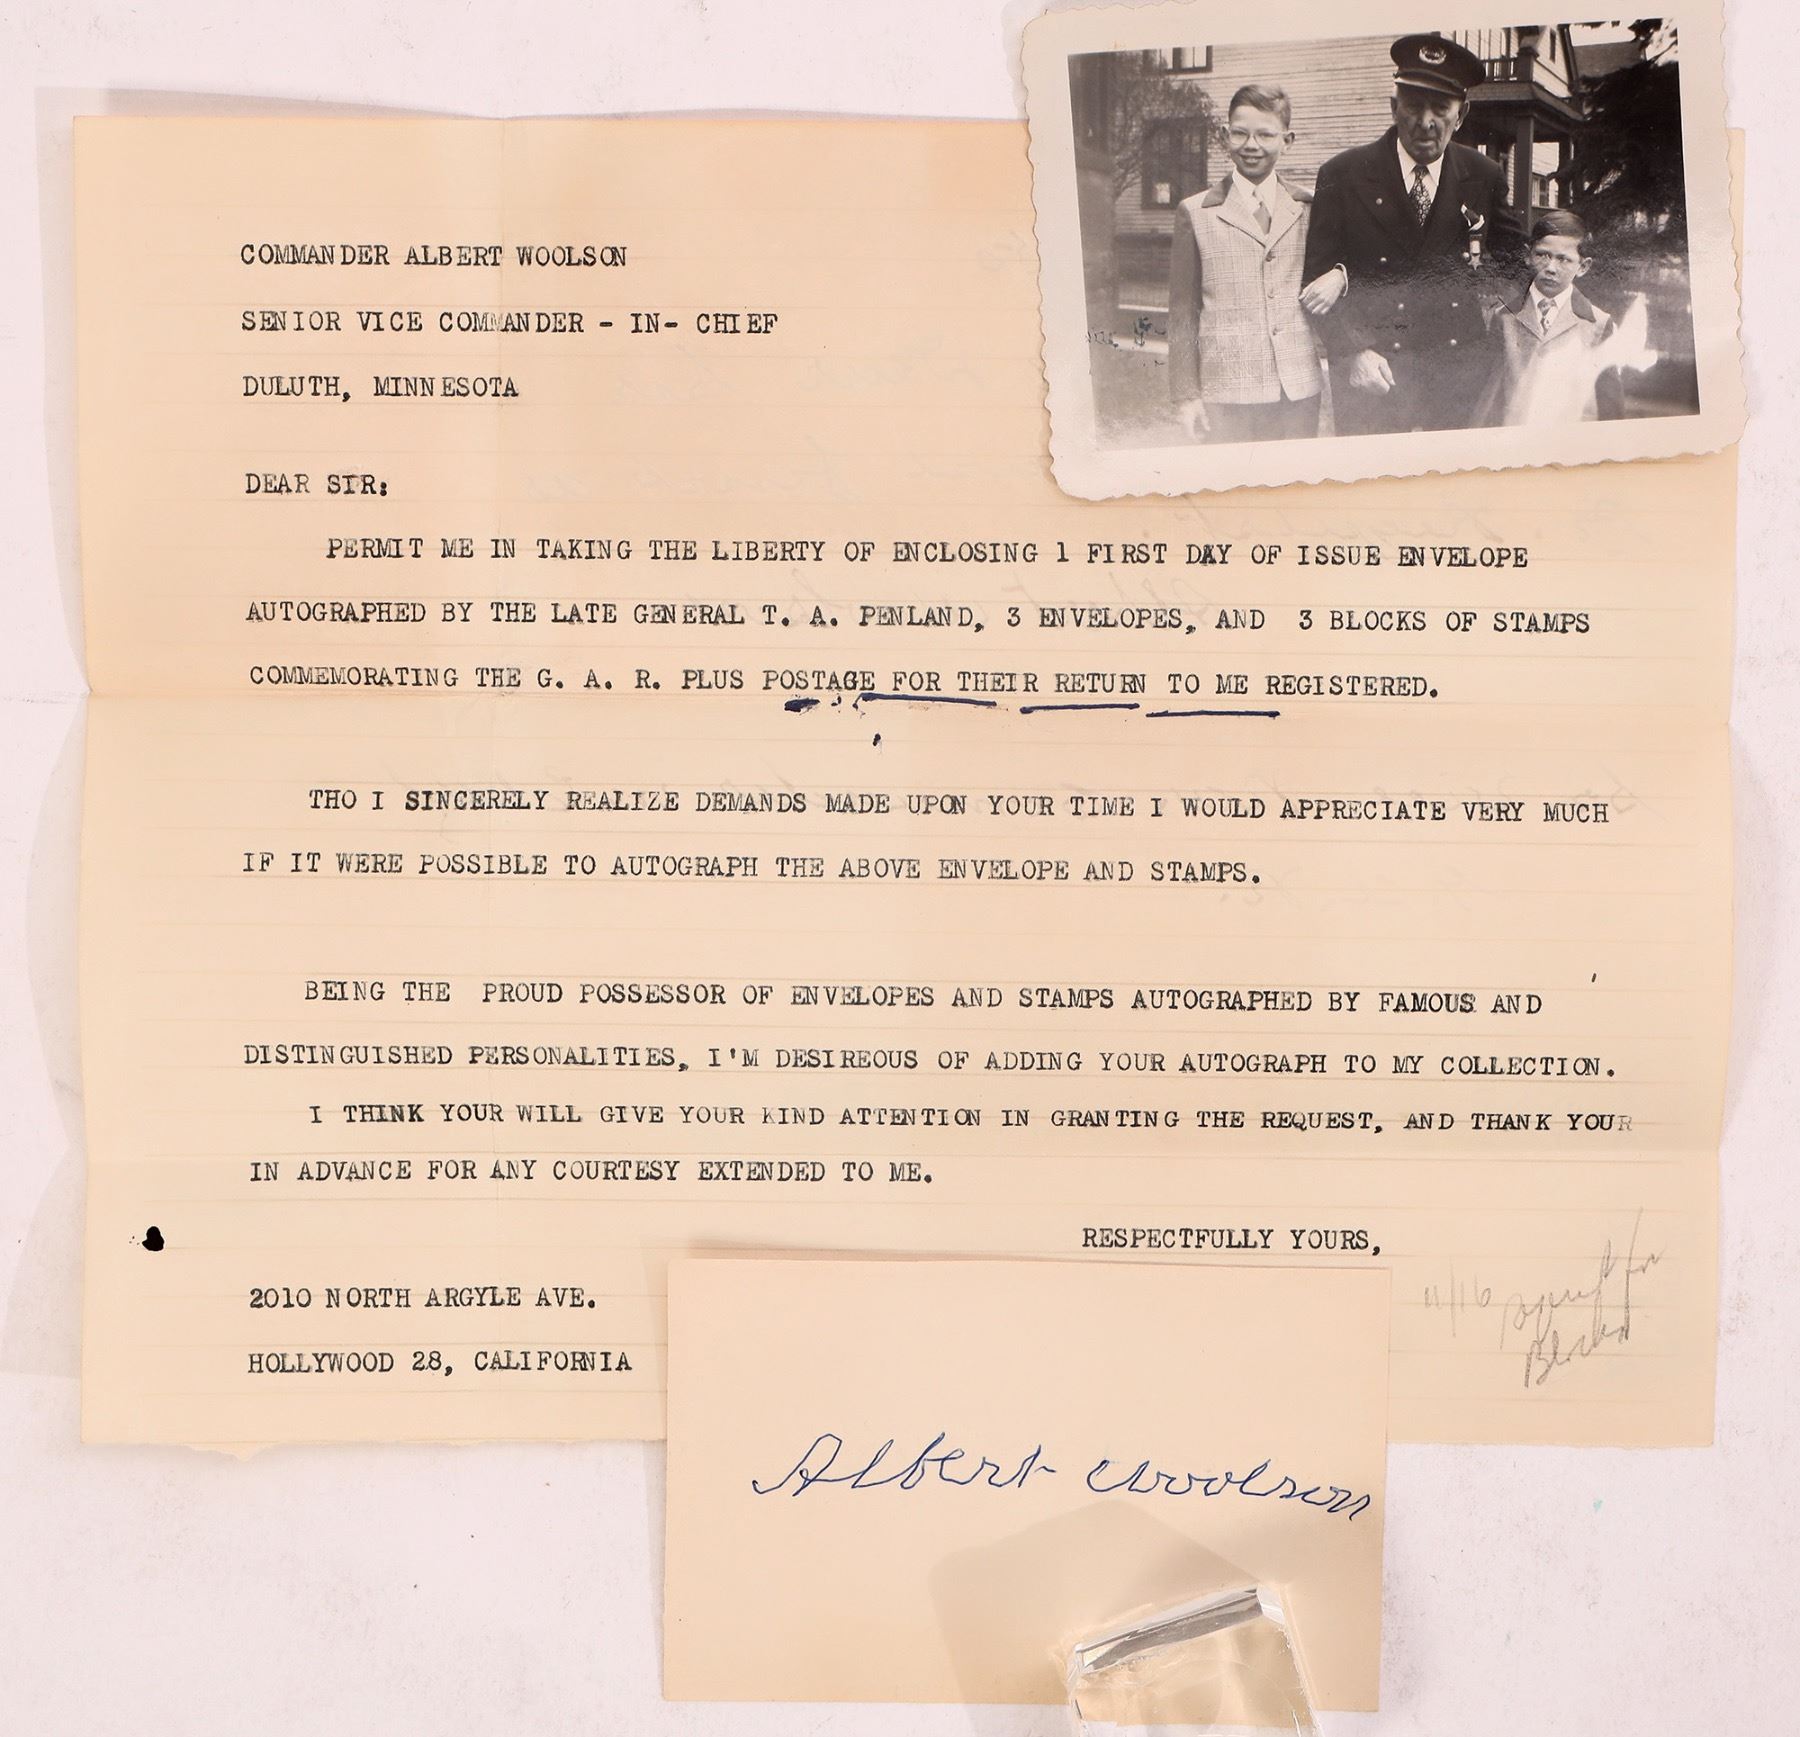 COMMANDER ALBERT WOOLSON
SENIOR VICE COMMANDER - IN- CHIEF
DULUTH, MINNESOTA
DEAR SIR:
PERMIT ME IN TAKING THE LIBERTY OF ENCLOSING 1 FIRST DAY OF ISSUE ENVELOPE
AUTOGRAPHED BY THE LATE GENERAL T. A. PENLAND, 3 ENVELOPES, AND 3 BLOCKS OF STAMPS
COMMEMORATING THE G. A. R. PLUS POSTAGE FOR THEIR RETURN TO ME REGISTERED.
THO I SINCERELY REALIZE DEMANDS MADE UPON YOUR TIME I WOULD APPRECIATE VERY MUCH
IF IT WERE POSSIBLE TO AUTOGRAPH THE ABOVE ENVELOPE AND STAMPS.
BEING THE PROUD POSSESSOR OF ENVELOPES AND STAMPS AUTOGRAPHED BY FAMOUS AND
DISTINGUISHED PERSONALITIES, I'M DESIREOUS OF ADDING YOUR AUTOGRAPH TO MY COLLECTION.
I THINK YOUR WILL GIVE YOUR KIND ATTENTION IN GRANTING THE REQUEST, AND THANK YOUR
IN ADVANCE FOR ANY COURTESY EXTENDED TO ME.
RESPECTFULLY YOURS,
2010 NORTH ARGYLE AVE.
HOLLYWOOD 28, CALIFORNIA
11/16
Albert Woolson